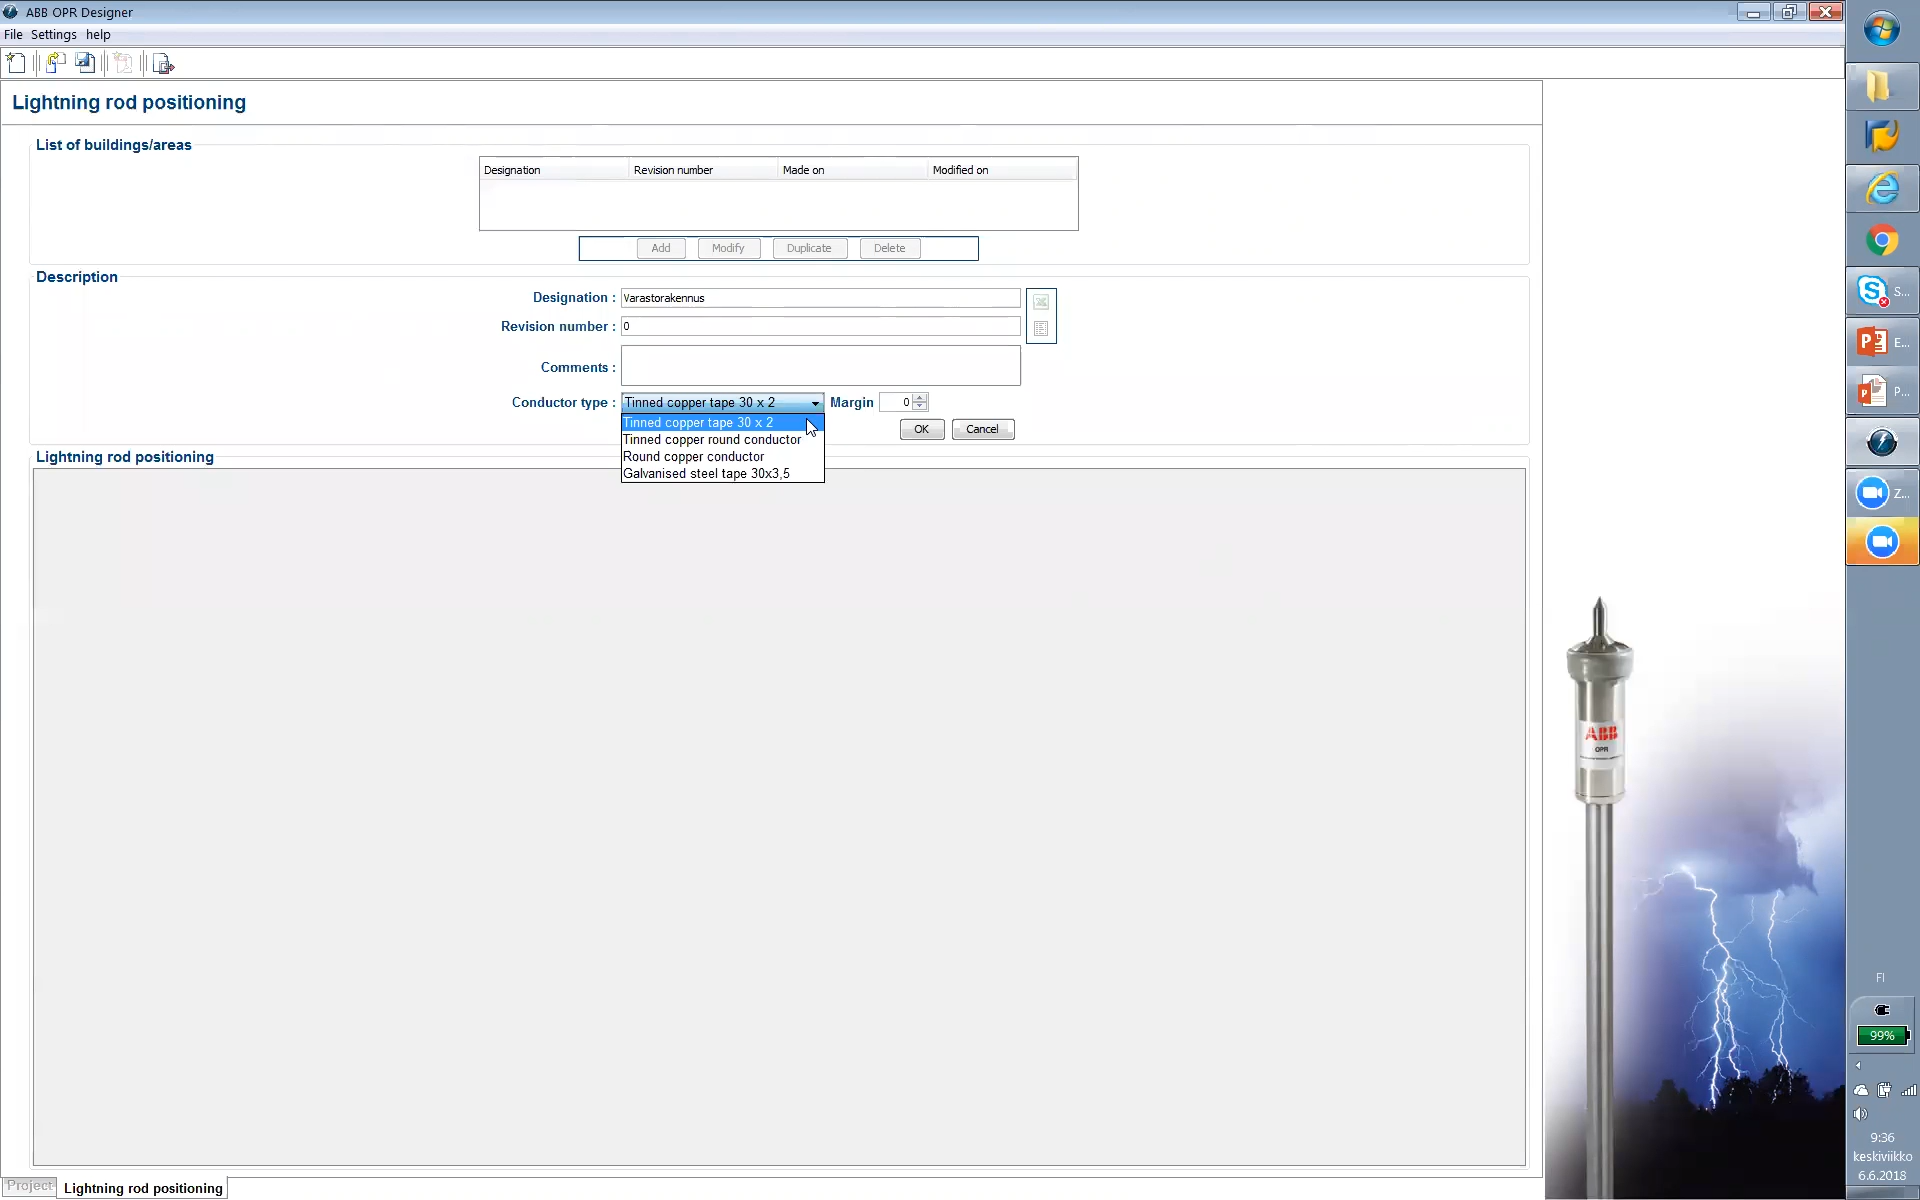 ABB OPR Designer
File Settings help
Lightning rod positioning
List of buildings/areas
Designation Revision number Made on Modified on
Add Modify Duplicate Delete
Description
Designation : Varastorakennus
Revision number : 0
Comments :
Conductor type : Tinned copper tape 30 x 2 Margin 0
Tinned copper tape 30 x 2
Tinned copper round conductor
Round copper conductor
Galvanised steel tape 30x3,5
OK Cancel
Lightning rod positioning
ABB
OPR
Project Lightning rod positioning
S...
E...
P...
Z...
FI
99%
9:36
keskiviikko
6.6.2018